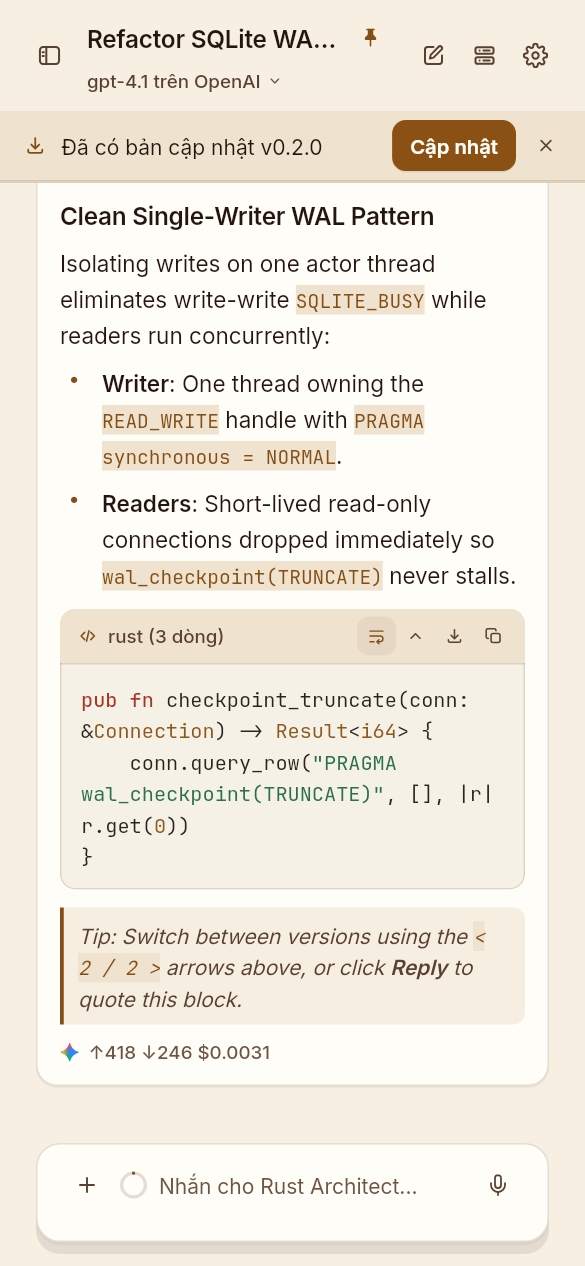 Refactor SQLite WA...
gpt-4.1 trên OpenAI
Đã có bản cập nhật v0.2.0
Cập nhật
Clean Single-Writer WAL Pattern
Isolating writes on one actor thread
eliminates write-write SQLITE_BUSY while
readers run concurrently:
• Writer: One thread owning the
READ_WRITE handle with PRAGMA
synchronous = NORMAL.
• Readers: Short-lived read-only
connections dropped immediately so
wal_checkpoint(TRUNCATE) never stalls.
rust (3 dòng)
pub fn checkpoint_truncate(conn:
&Connection) -> Result<i64> {
    conn.query_row("PRAGMA
wal_checkpoint(TRUNCATE)", [], |r|
r.get(0))
}
Tip: Switch between versions using the <
2 / 2 > arrows above, or click Reply to
quote this block.
↑418 ↓246 $0.0031
Nhắn cho Rust Architect...